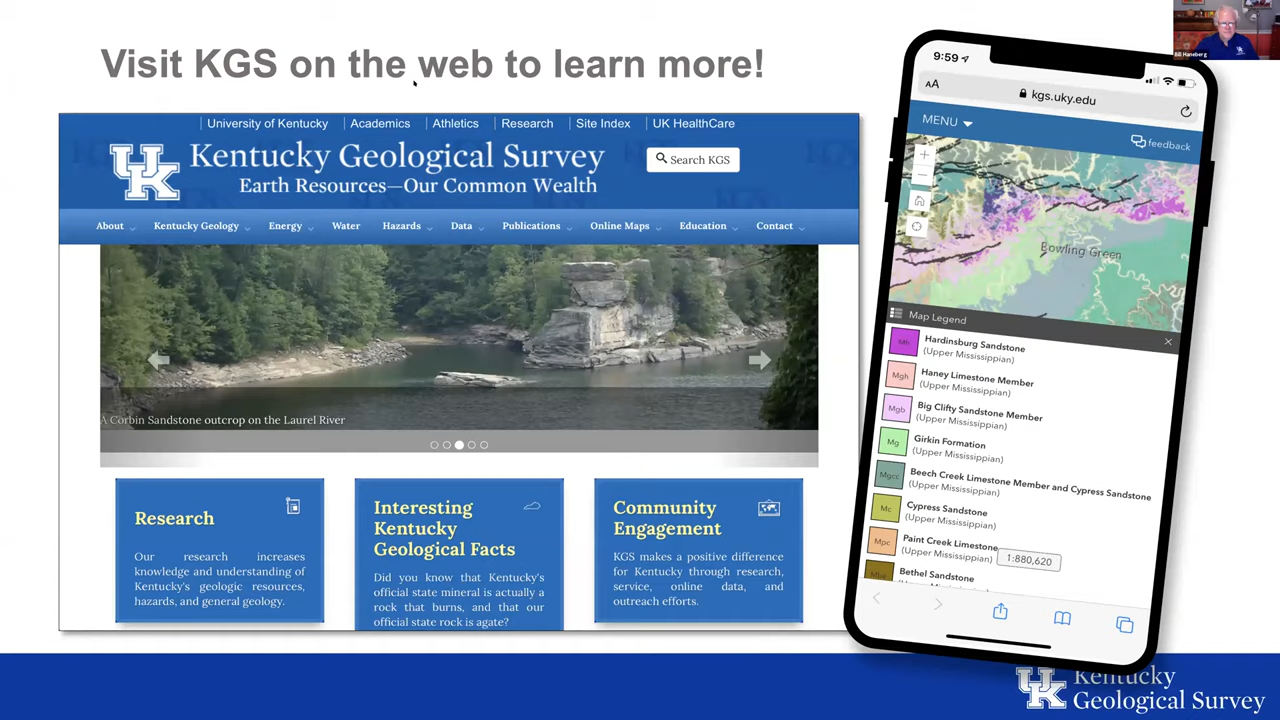 Visit KGS on the web to learn more!
University of Kentucky
Academics
Athletics
Research
Site Index
UK HealthCare
UK
Kentucky Geological Survey
Earth Resources—Our Common Wealth
Search KGS
About
Kentucky Geology
Energy
Water
Hazards
Data
Publications
Online Maps
Education
Contact
A Corbin Sandstone outcrop on the Laurel River
Research
Our research increases
knowledge and understanding of
Kentucky's geologic resources,
hazards, and general geology.
Interesting
Kentucky
Geological Facts
Did you know that Kentucky's
official state mineral is actually a
rock that burns, and that our
official state rock is agate?
Community
Engagement
KGS makes a positive difference
for Kentucky through research,
service, online data, and
outreach efforts.
9:59
AA
kgs.uky.edu
MENU
feedback
Bowling Green
Map Legend
Mh
Hardinsburg Sandstone
(Upper Mississippian)
Mgh
Haney Limestone Member
(Upper Mississippian)
Mgb
Big Clifty Sandstone Member
(Upper Mississippian)
Mg
Girkin Formation
(Upper Mississippian)
Mgcc
Beech Creek Limestone Member and Cypress Sandstone
(Upper Mississippian)
Mc
Cypress Sandstone
(Upper Mississippian)
Mpc
Paint Creek Limestone
(Upper Mississippian)
1:880,620
Bethel Sandstone
Bill Haneberg
UK
Kentucky
Geological Survey